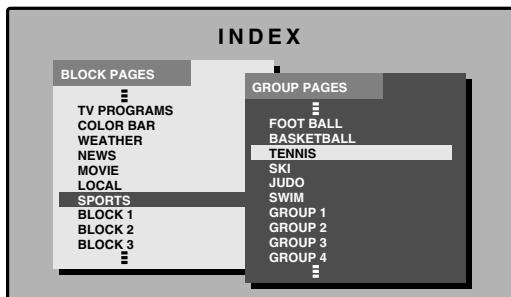 INDEX
BLOCK PAGES
TV PROGRAMS
COLOR BAR
WEATHER
NEWS
MOVIE
LOCAL
SPORTS
BLOCK 1
BLOCK 2
BLOCK 3
GROUP PAGES
FOOT BALL
BASKETBALL
TENNIS
SKI
JUDO
SWIM
GROUP 1
GROUP 2
GROUP 3
GROUP 4